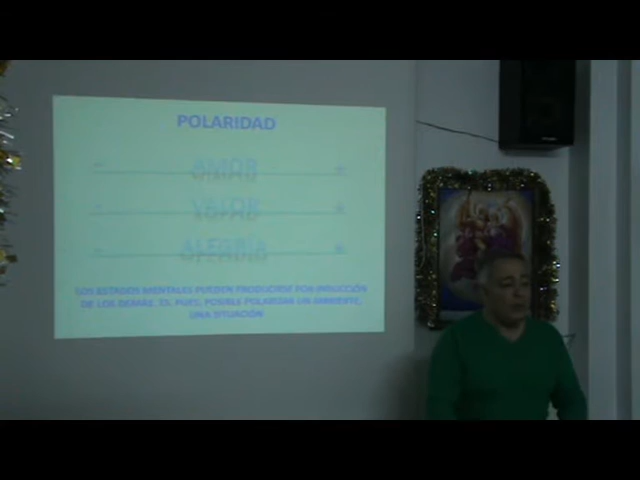 POLARIDAD
- AMOR +
- VALOR +
- ALEGRÍA +
LOS ESTADOS MENTALES PUEDEN PRODUCIRSE POR INDUCCIÓN
DE LOS DEMÁS. ES, PUES, POSIBLE POLARIZAR UN AMBIENTE,
UNA SITUACIÓN